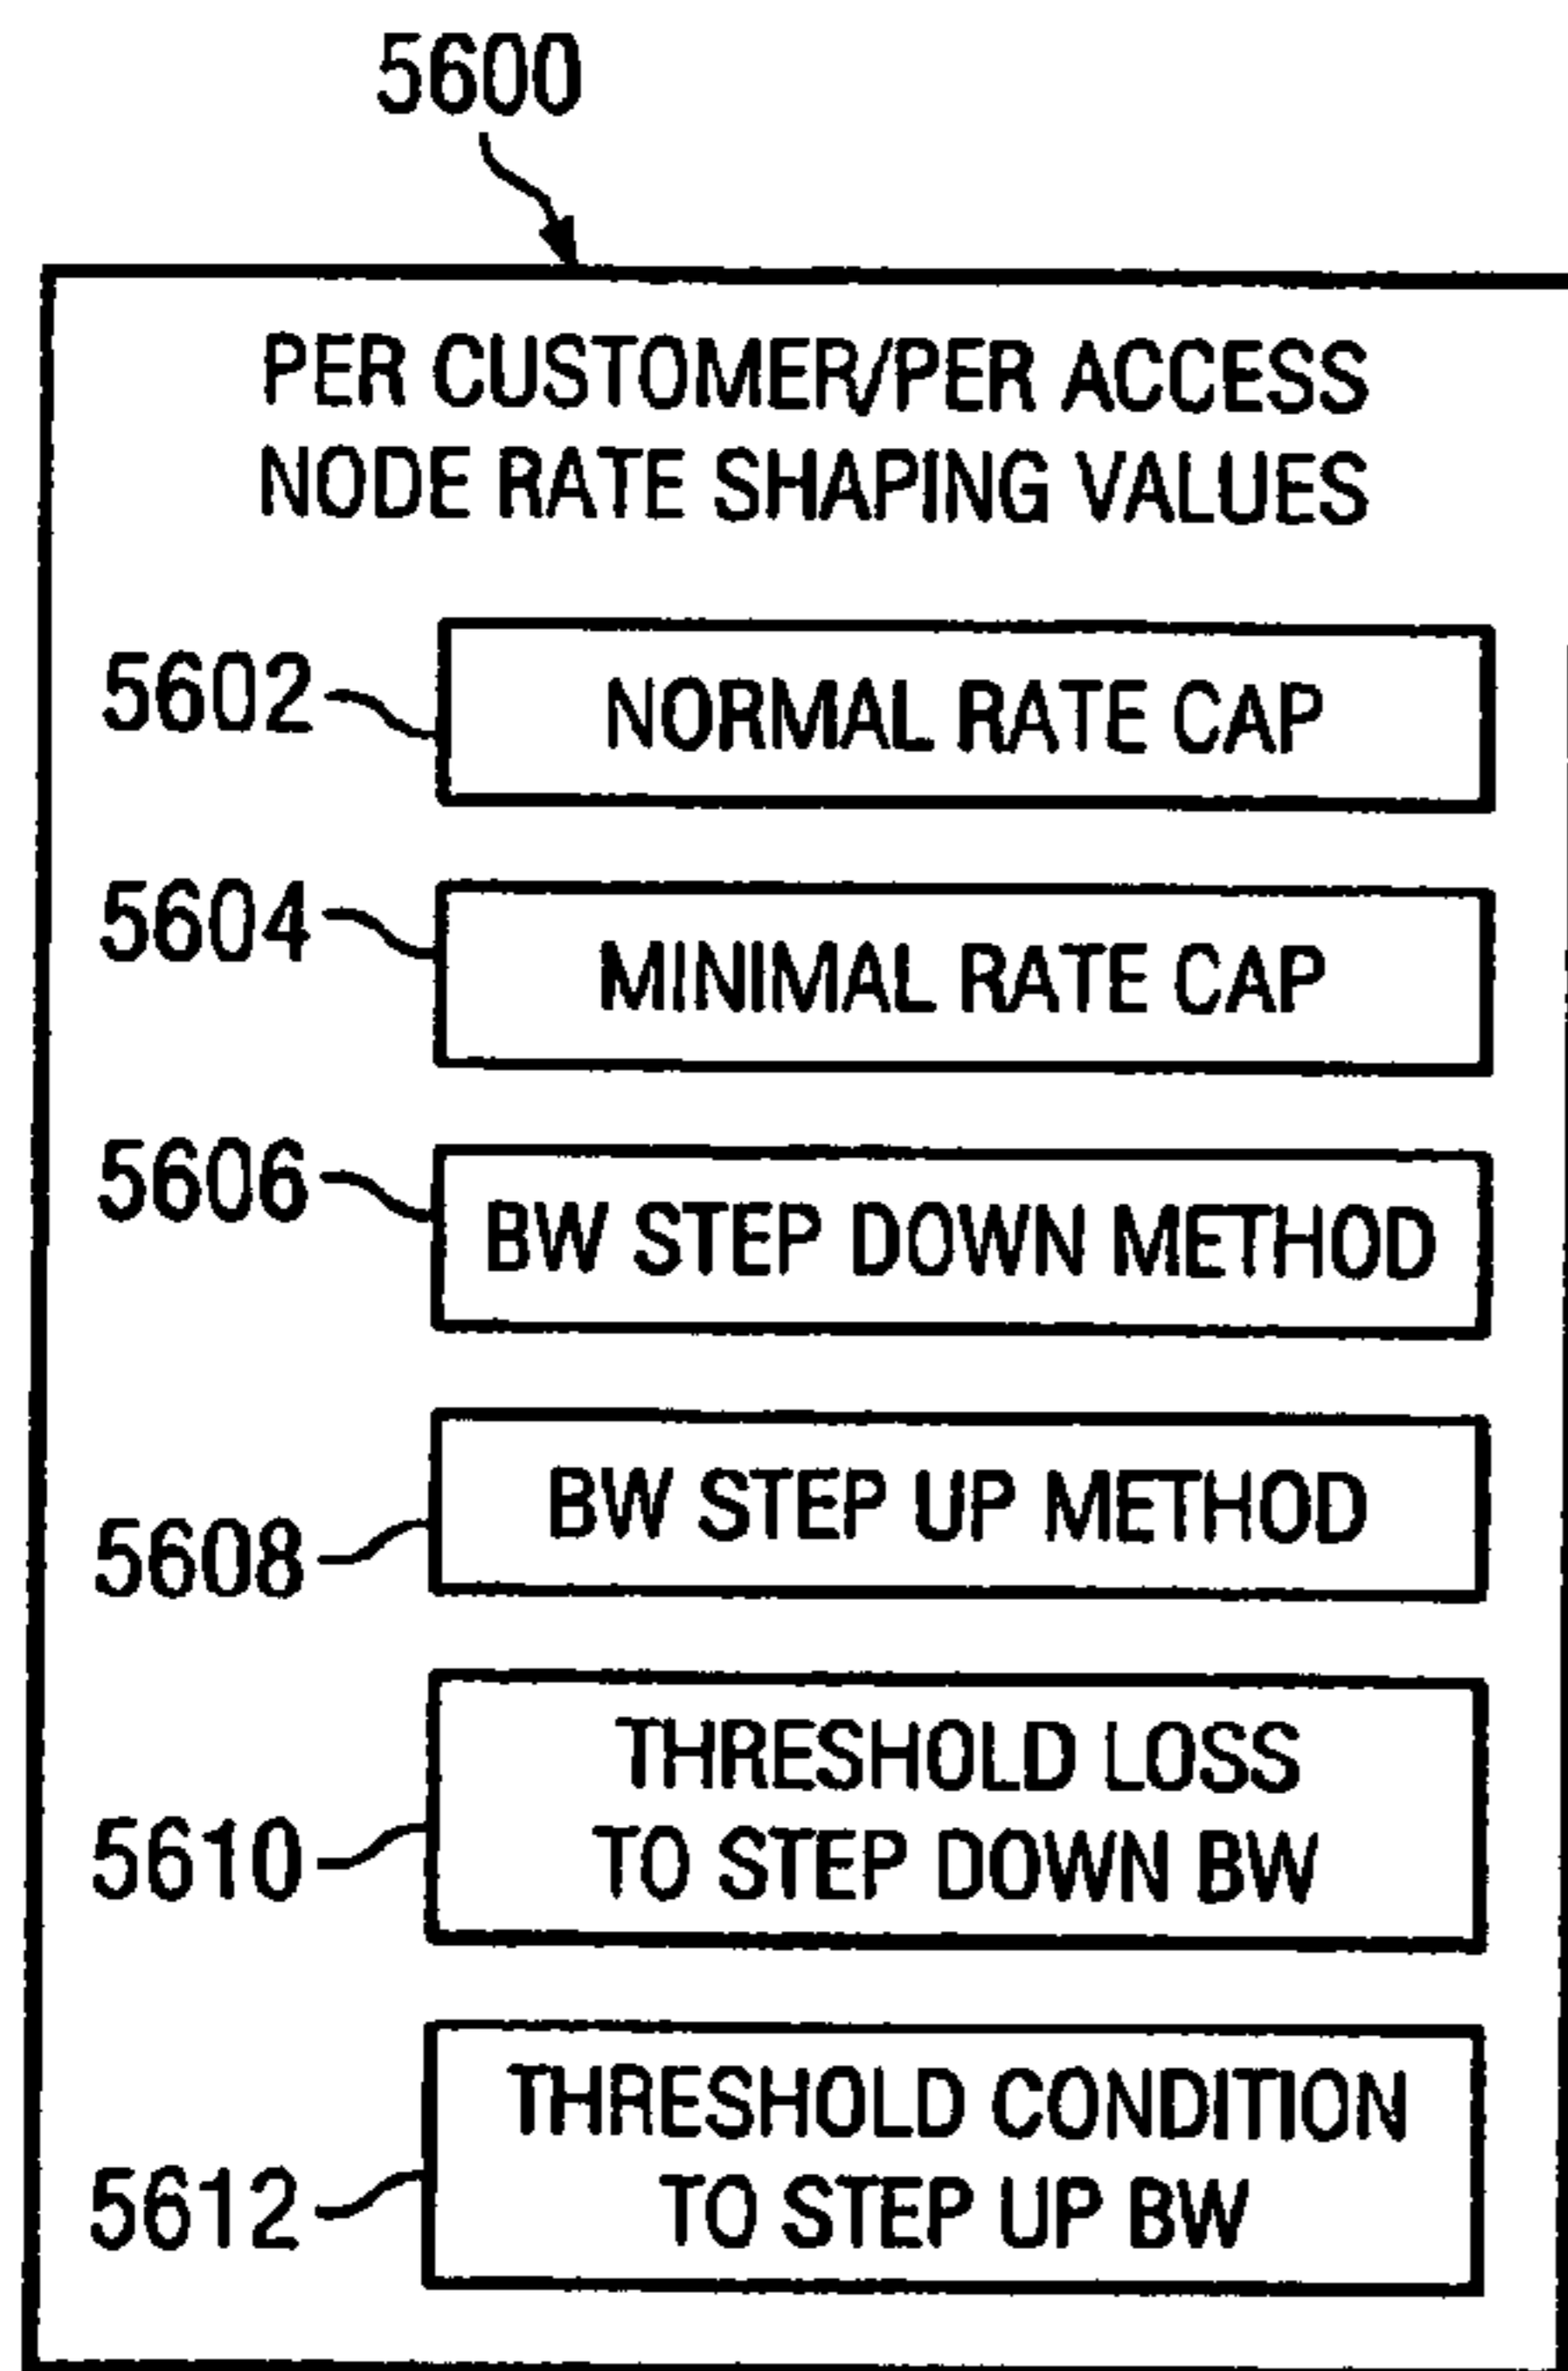 5600
PER CUSTOMER/PER ACCESS
NODE RATE SHAPING VALUES
5602
NORMAL RATE CAP
5604
MINIMAL RATE CAP
5606
BW STEP DOWN METHOD
5608
BW STEP UP METHOD
5610
THRESHOLD LOSS
TO STEP DOWN BW
5612
THRESHOLD CONDITION
TO STEP UP BW